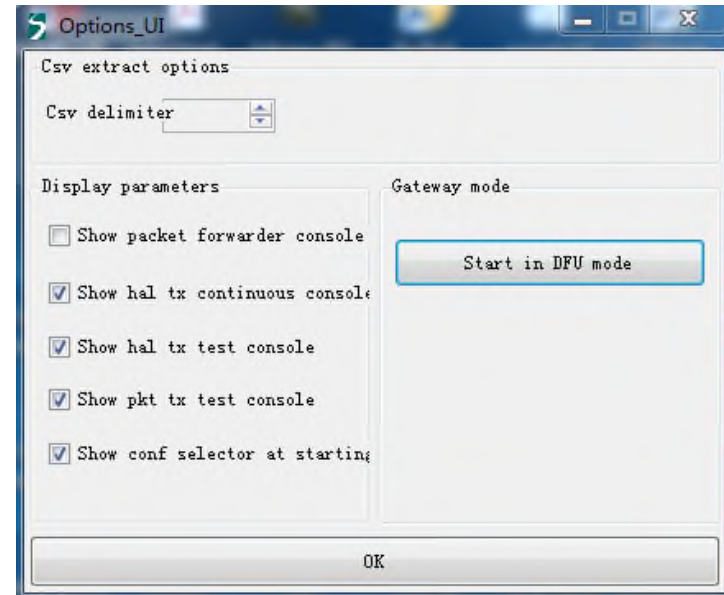 Options_UI
Csv extract options
Csv delimiter
Display parameters
Gateway mode
Show packet forwarder console
Start in DFU mode
Show hal tx continuous console
Show hal tx test console
Show pkt tx test console
Show conf selector at starting
OK